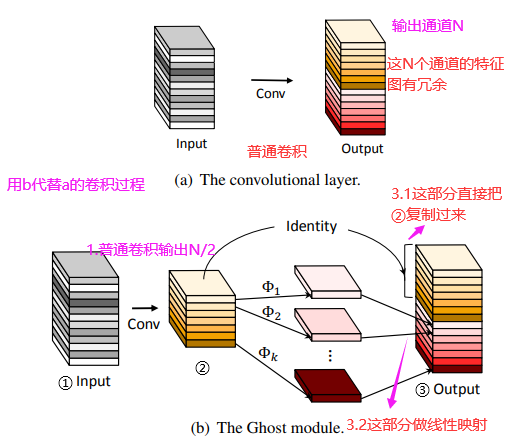 输出通道N
这N个通道的特征
图有冗余
Conv
Input
Output
普通卷积
(a) The convolutional layer.
用b代替a的卷积过程
3.1这部分直接把
②复制过来
Identity
1.普通卷积输出N/2
Φ1
Φ2
Φk
⋮
Conv
① Input
②
③ Output
(b) The Ghost module.
3.2这部分做线性映射